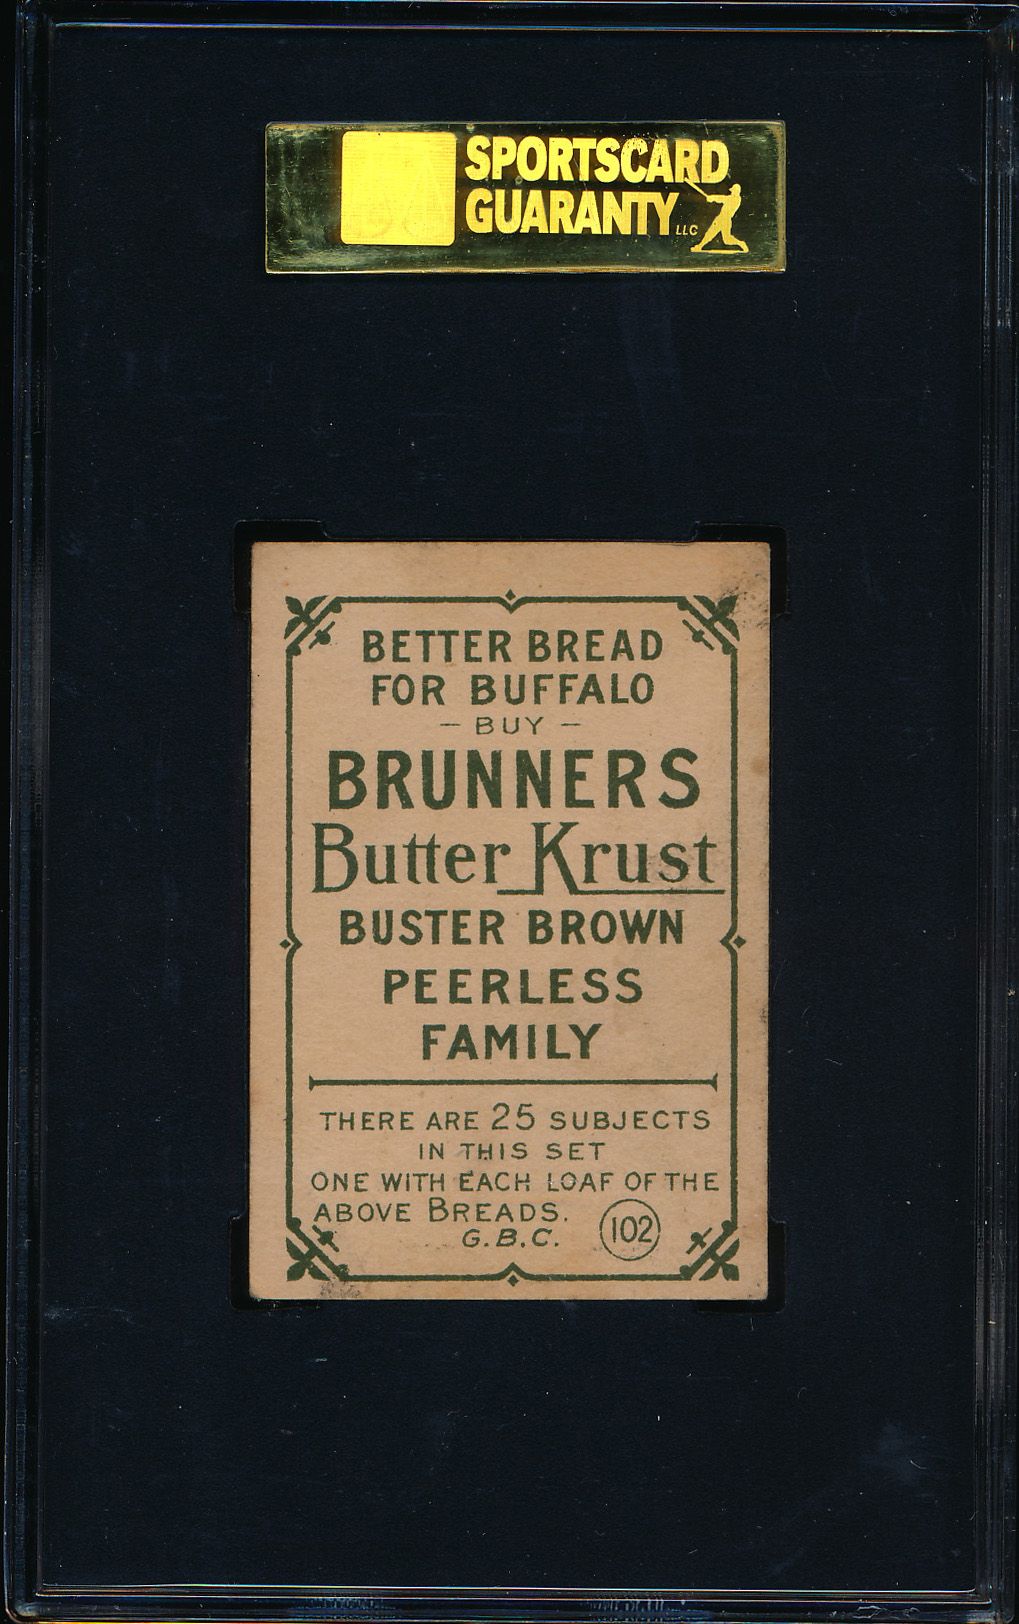 SPORTSCARD
GUARANTY LLC
BETTER BREAD
FOR BUFFALO
– BUY –
BRUNNERS
Butter Krust
BUSTER BROWN
PEERLESS
FAMILY
THERE ARE 25 SUBJECTS
IN THIS SET
ONE WITH EACH LOAF OF THE
ABOVE BREADS.
G.B.C. 102